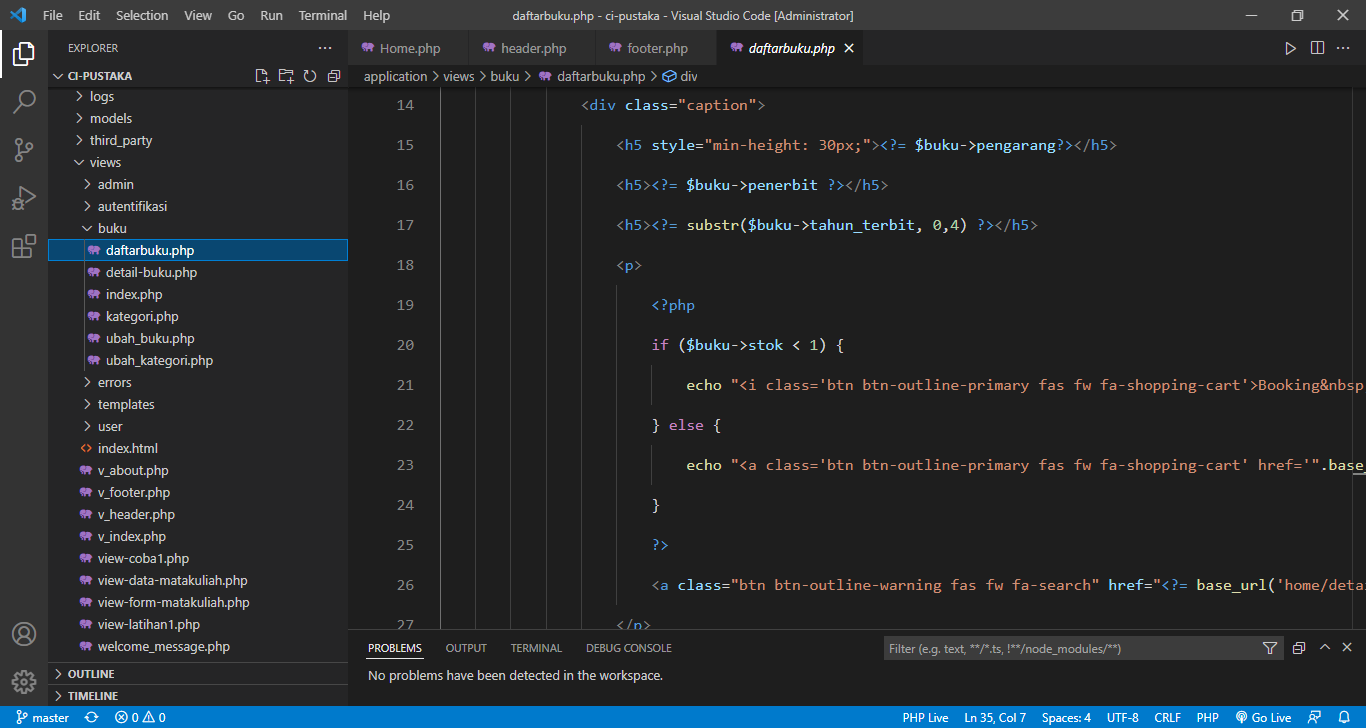 File Edit Selection View Go Run Terminal Help daftarbuku.php - ci-pustaka - Visual Studio Code [Administrator]
EXPLORER
CI-PUSTAKA
logs
models
third_party
views
admin
autentifikasi
buku
daftarbuku.php
detail-buku.php
index.php
kategori.php
ubah_buku.php
ubah_kategori.php
errors
templates
user
index.html
v_about.php
v_footer.php
v_header.php
v_index.php
view-coba1.php
view-data-matakuliah.php
view-form-matakuliah.php
view-latihan1.php
welcome_message.php
OUTLINE
TIMELINE
Home.php header.php footer.php daftarbuku.php
application > views > buku > daftarbuku.php > div
14 <div class="caption">
15 <h5 style="min-height: 30px;"><?= $buku->pengarang?></h5>
16 <h5><?= $buku->penerbit ?></h5>
17 <h5><?= substr($buku->tahun_terbit, 0,4) ?></h5>
18 <p>
19 <?php
20 if ($buku->stok < 1) {
21 echo "<i class='btn btn-outline-primary fas fw fa-shopping-cart'>Booking&nbsp
22 } else {
23 echo "<a class='btn btn-outline-primary fas fw fa-shopping-cart' href='".base_
24 }
25 ?>
26 <a class="btn btn-outline-warning fas fw fa-search" href="<?= base_url('home/detai
27 </p>
PROBLEMS OUTPUT TERMINAL DEBUG CONSOLE Filter (e.g. text, **/*.ts, !**/node_modules/**)
No problems have been detected in the workspace.
master 0 0 PHP Live Ln 35, Col 7 Spaces: 4 UTF-8 CRLF PHP Go Live